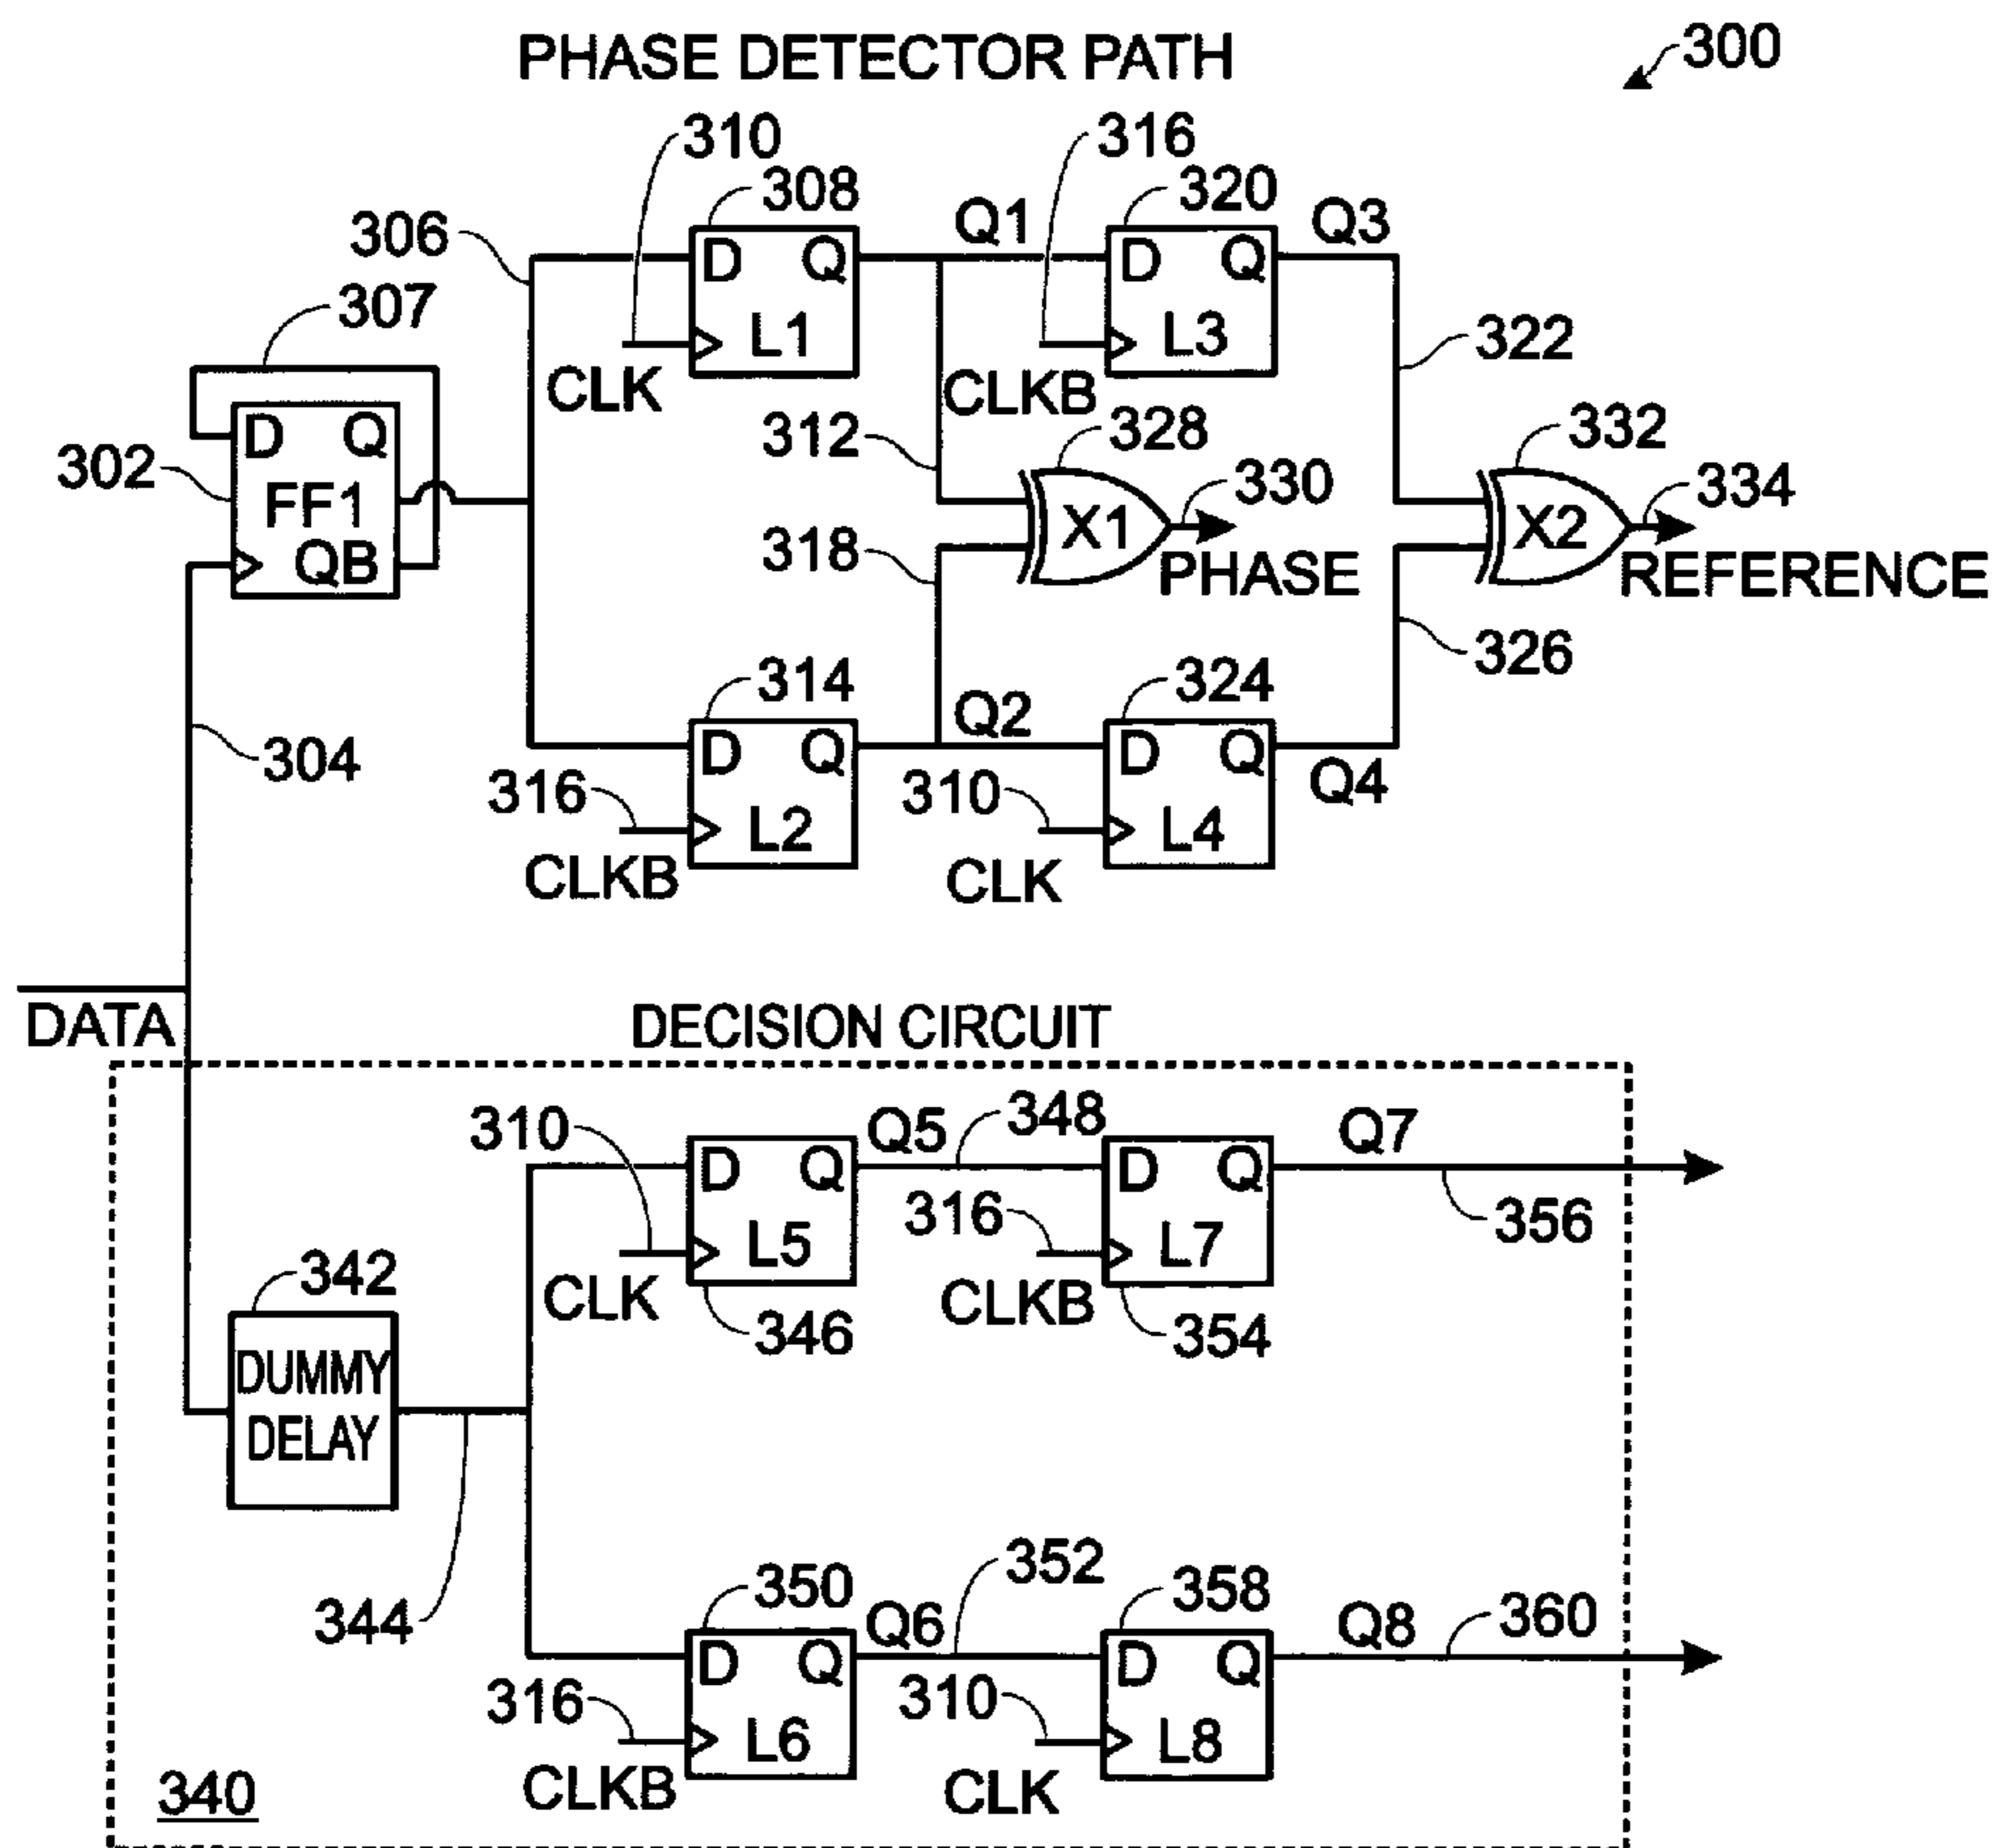 PHASE DETECTOR PATH
300
310
316
308
320
306
Q1
Q3
D Q
D Q
307
L1
L3
322
CLK
CLKB
D Q
312
328
332
302
FF1
330
334
X1
X2
QB
318
PHASE
REFERENCE
326
314
324
Q2
304
D Q
D Q
316
310
Q4
L2
L4
CLKB
CLK
DATA
DECISION CIRCUIT
310
Q5
348
Q7
D Q
D Q
316
356
L5
L7
342
CLK
CLKB
346
354
DUMMY
DELAY
344
350
352
358
360
Q6
Q8
D Q
D Q
316
310
L6
L8
CLKB
CLK
340